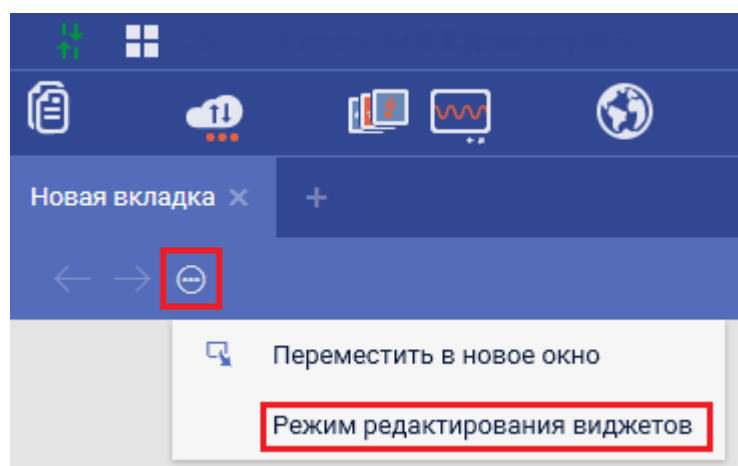 Новая вкладка
Переместить в новое окно
Режим редактирования виджетов